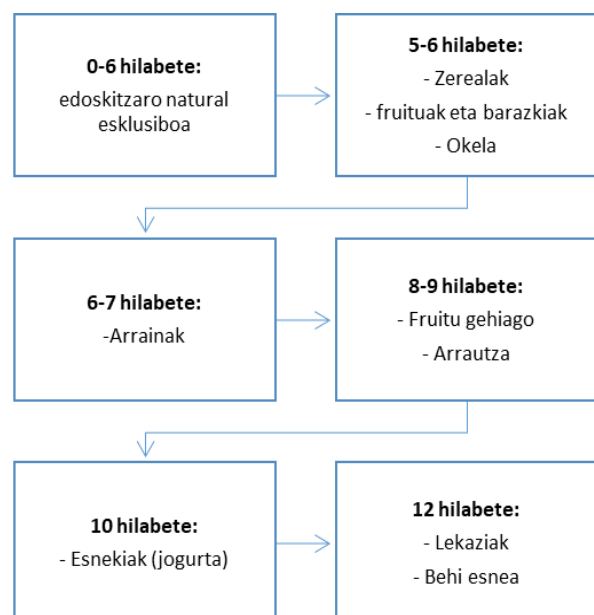 0-6 hilabete:
edoskitzaro natural
esklusiboa
5-6 hilabete:
- Zerealak
- fruituak eta barazkiak
- Okela
6-7 hilabete:
-Arrainak
8-9 hilabete:
- Fruitu gehiago
- Arrautza
10 hilabete:
- Esnekiak (jogurta)
12 hilabete:
- Lekaziak
- Behi esnea